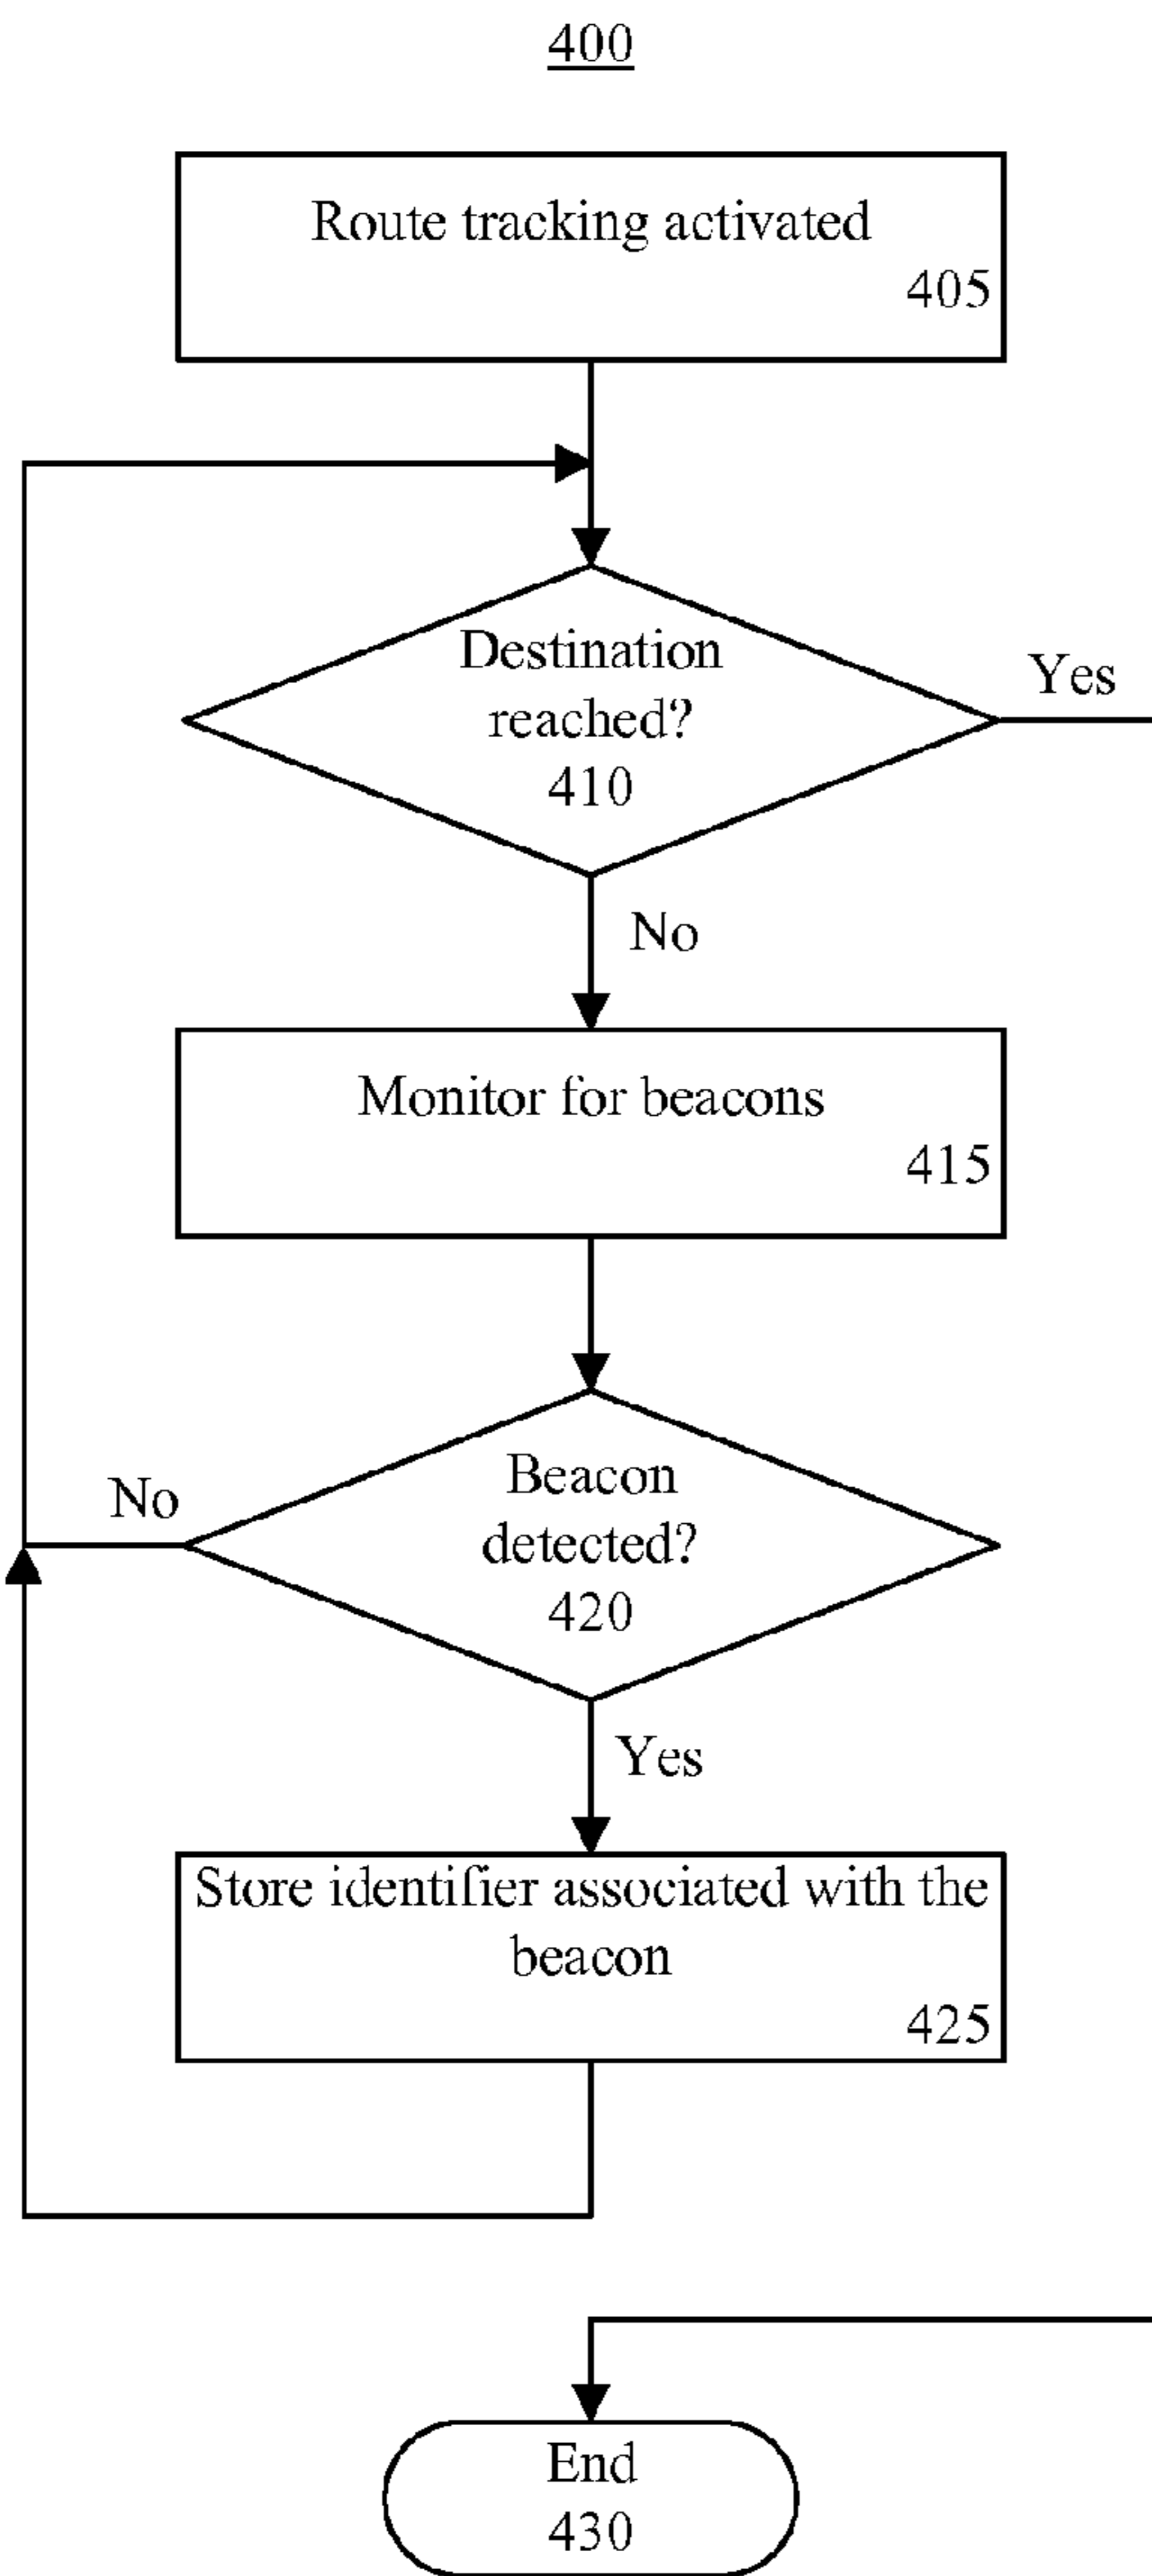 400
Route tracking activated
405
Destination
reached?
410
Yes
No
Monitor for beacons
415
Beacon
detected?
420
No
Yes
Store identifier associated with the
beacon
425
End
430